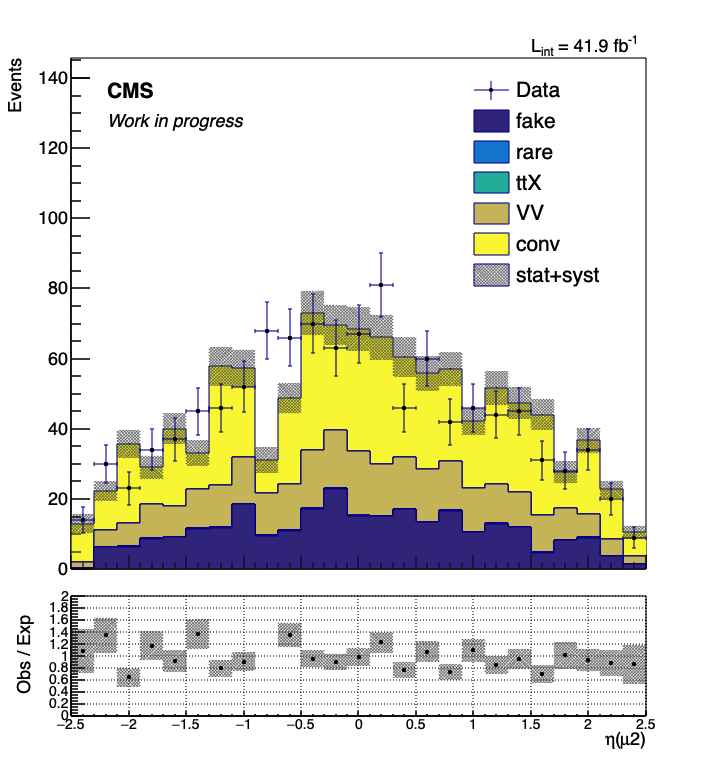 L_int = 41.9 fb^-1
Events
CMS
Work in progress
Data
fake
rare
ttX
VV
conv
stat+syst
140
120
100
80
60
40
20
0
Obs / Exp
2
1.8
1.6
1.4
1.2
1
0.8
0.6
0.4
0.2
0
−2.5 −2 −1.5 −1 −0.5 0 0.5 1 1.5 2 2.5
η(μ2)